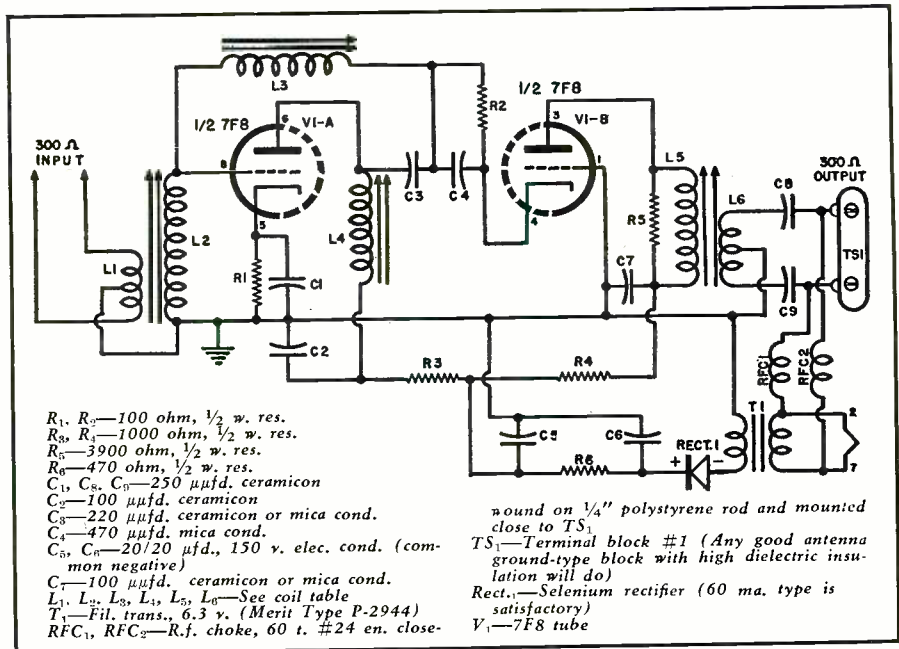 L3
1/2 7F8
6
V1-A
8
5
300 Ω
INPUT
L1
L2
R1
C1
C2
L4
C3
C4
R2
1/2 7F8
3
V1-B
1
4
R5
C7
L5
L6
C8
C9
300 Ω
OUTPUT
TS1
R3
R4
C5
C6
R6
RECT.1
+
−
T1
RFC1
RFC2
2
7
R₁, R₂—100 ohm, ½ w. res.
R₃, R₄—1000 ohm, ½ w. res.
R₅—3900 ohm, ½ w. res.
R₆—470 ohm, ½ w. res.
C₁, C₈, C₉—250 μμfd. ceramicon
C₂—100 μμfd. ceramicon
C₃—220 μμfd. ceramicon or mica cond.
C₄—470 μμfd. mica cond.
C₅, C₆—20/20 μfd., 150 v. elec. cond. (com-
mon negative)
C₇—100 μμfd. ceramicon or mica cond.
L₁, L₂, L₃, L₄, L₅, L₆—See coil table
T₁—Fil. trans., 6.3 v. (Merit Type P-2944)
RFC₁, RFC₂—R.f. choke, 60 t. #24 en. close-
wound on ¼" polystyrene rod and mounted
close to TS₁
TS₁—Terminal block #1 (Any good antenna
ground-type block with high dielectric insu-
lation will do)
Rect.₁—Selenium rectifier (60 ma. type is
satisfactory)
V₁—7F8 tube